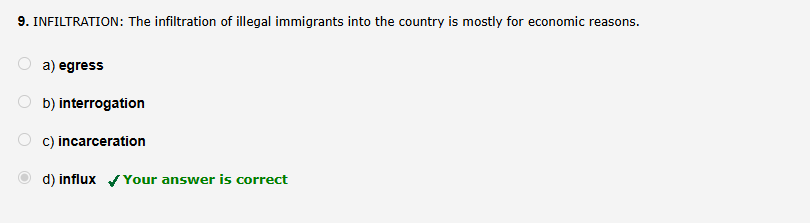 9. INFILTRATION: The infiltration of illegal immigrants into the country is mostly for economic reasons.
a) egress
b) interrogation
c) incarceration
d) influx ✓Your answer is correct